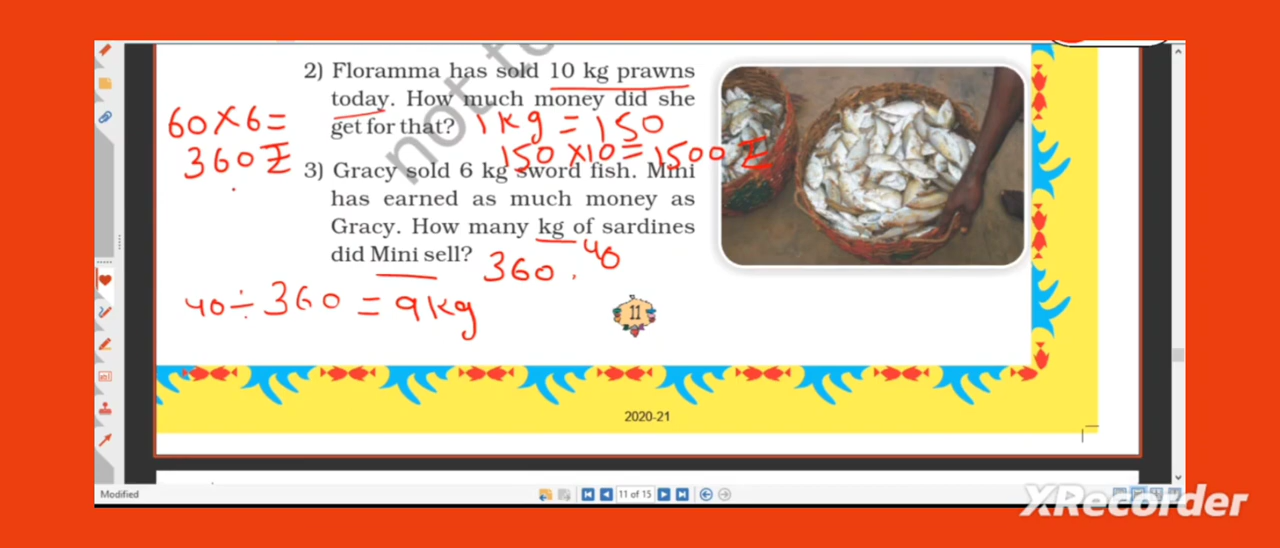 2) Floramma has sold 10 kg prawns
today. How much money did she
get for that? 1kg = 150
150 × 10 = 1500 Z
60 × 6 =
360 Z
3) Gracy sold 6 kg sword fish. Mini
has earned as much money as
Gracy. How many kg of sardines
did Mini sell? 360 . 40
40 ÷ 360 = 9 kg
11
not to
2020-21
Modified
11 of 15
XRecorder